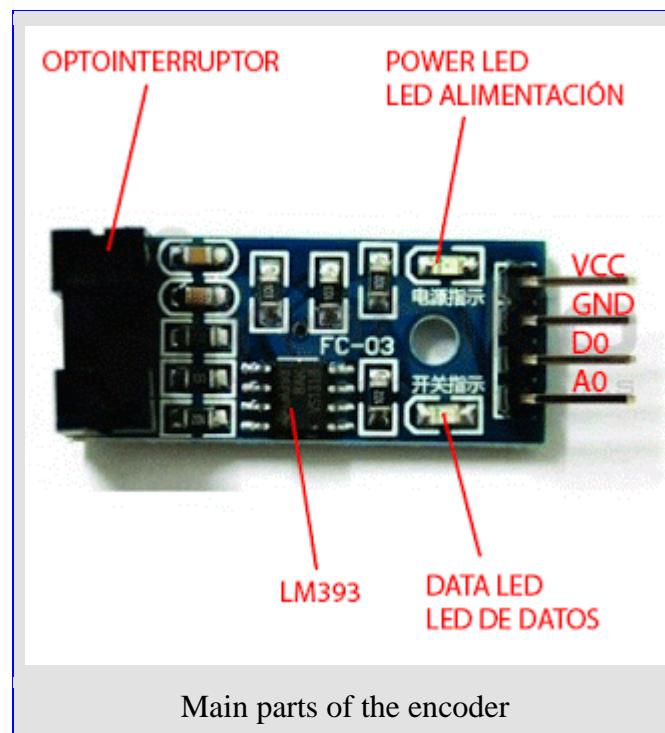 OPTOINTERRUPTOR
POWER LED
LED ALIMENTACIÓN
VCC
电源指示
GND
FC-03
D0
开关指示
A0
LM393
DATA LED
LED DE DATOS
Main parts of the encoder